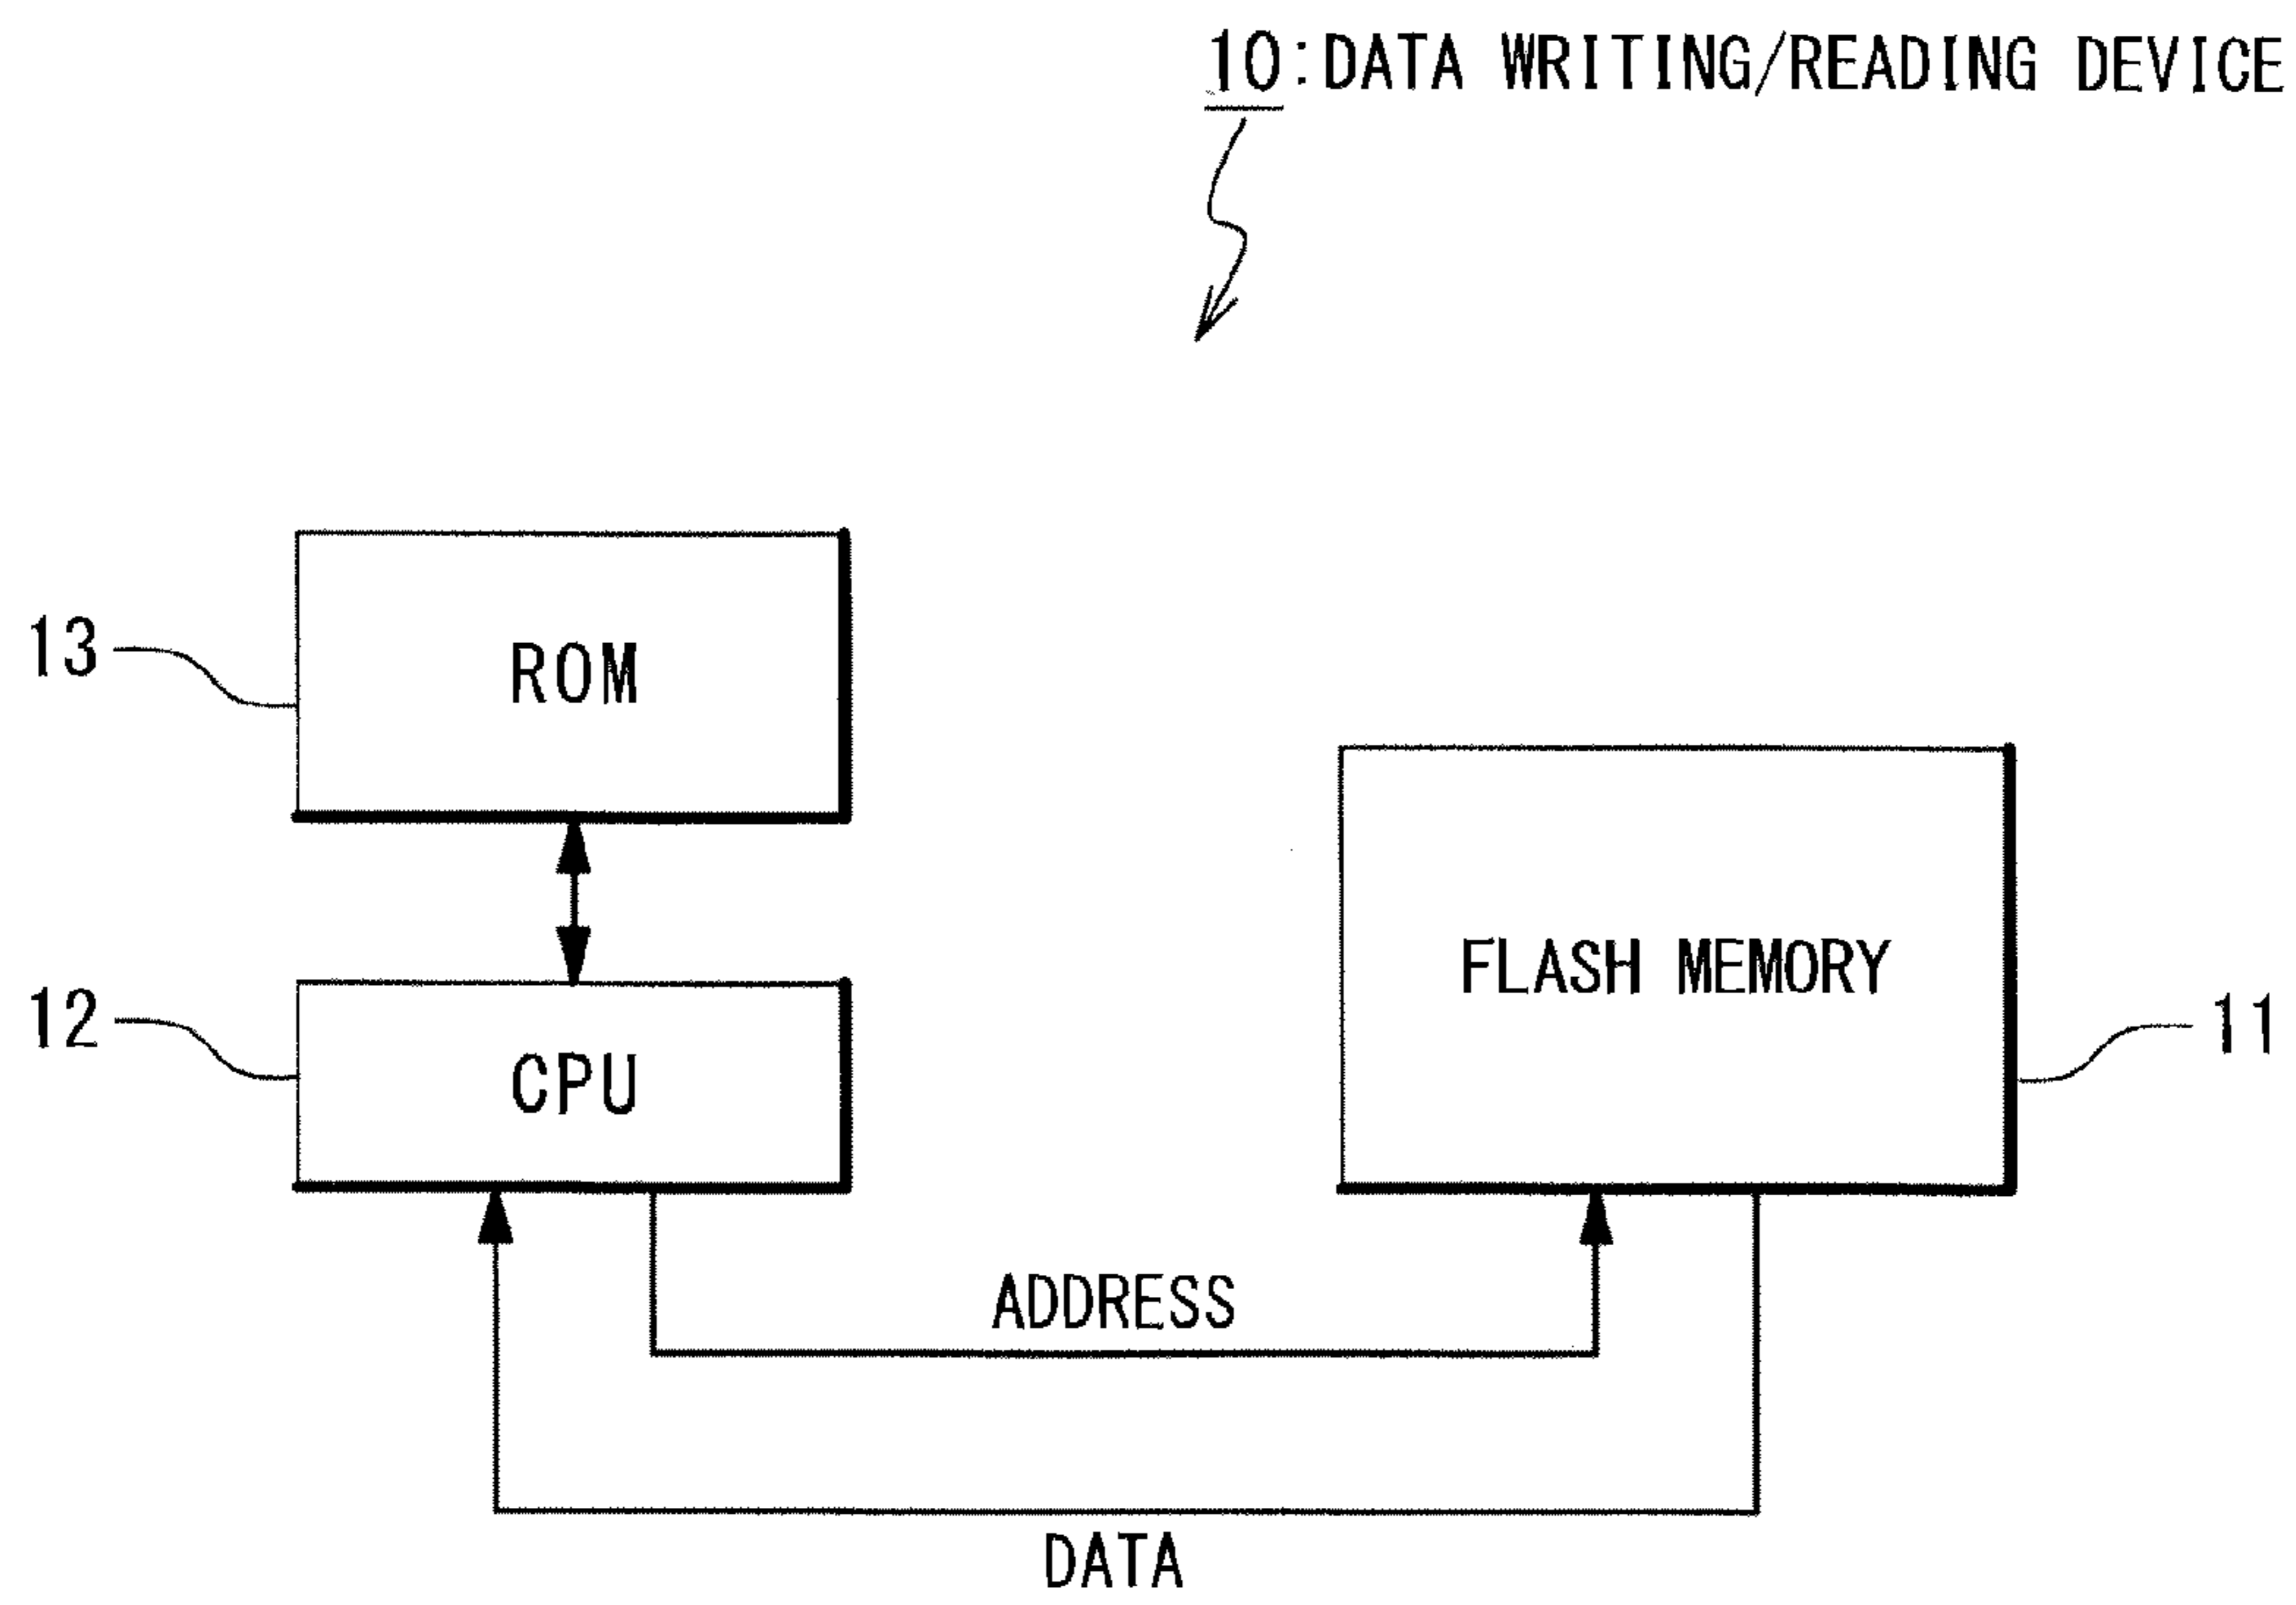 10:DATA WRITING/READING DEVICE
13
ROM
12
CPU
FLASH MEMORY
11
ADDRESS
DATA